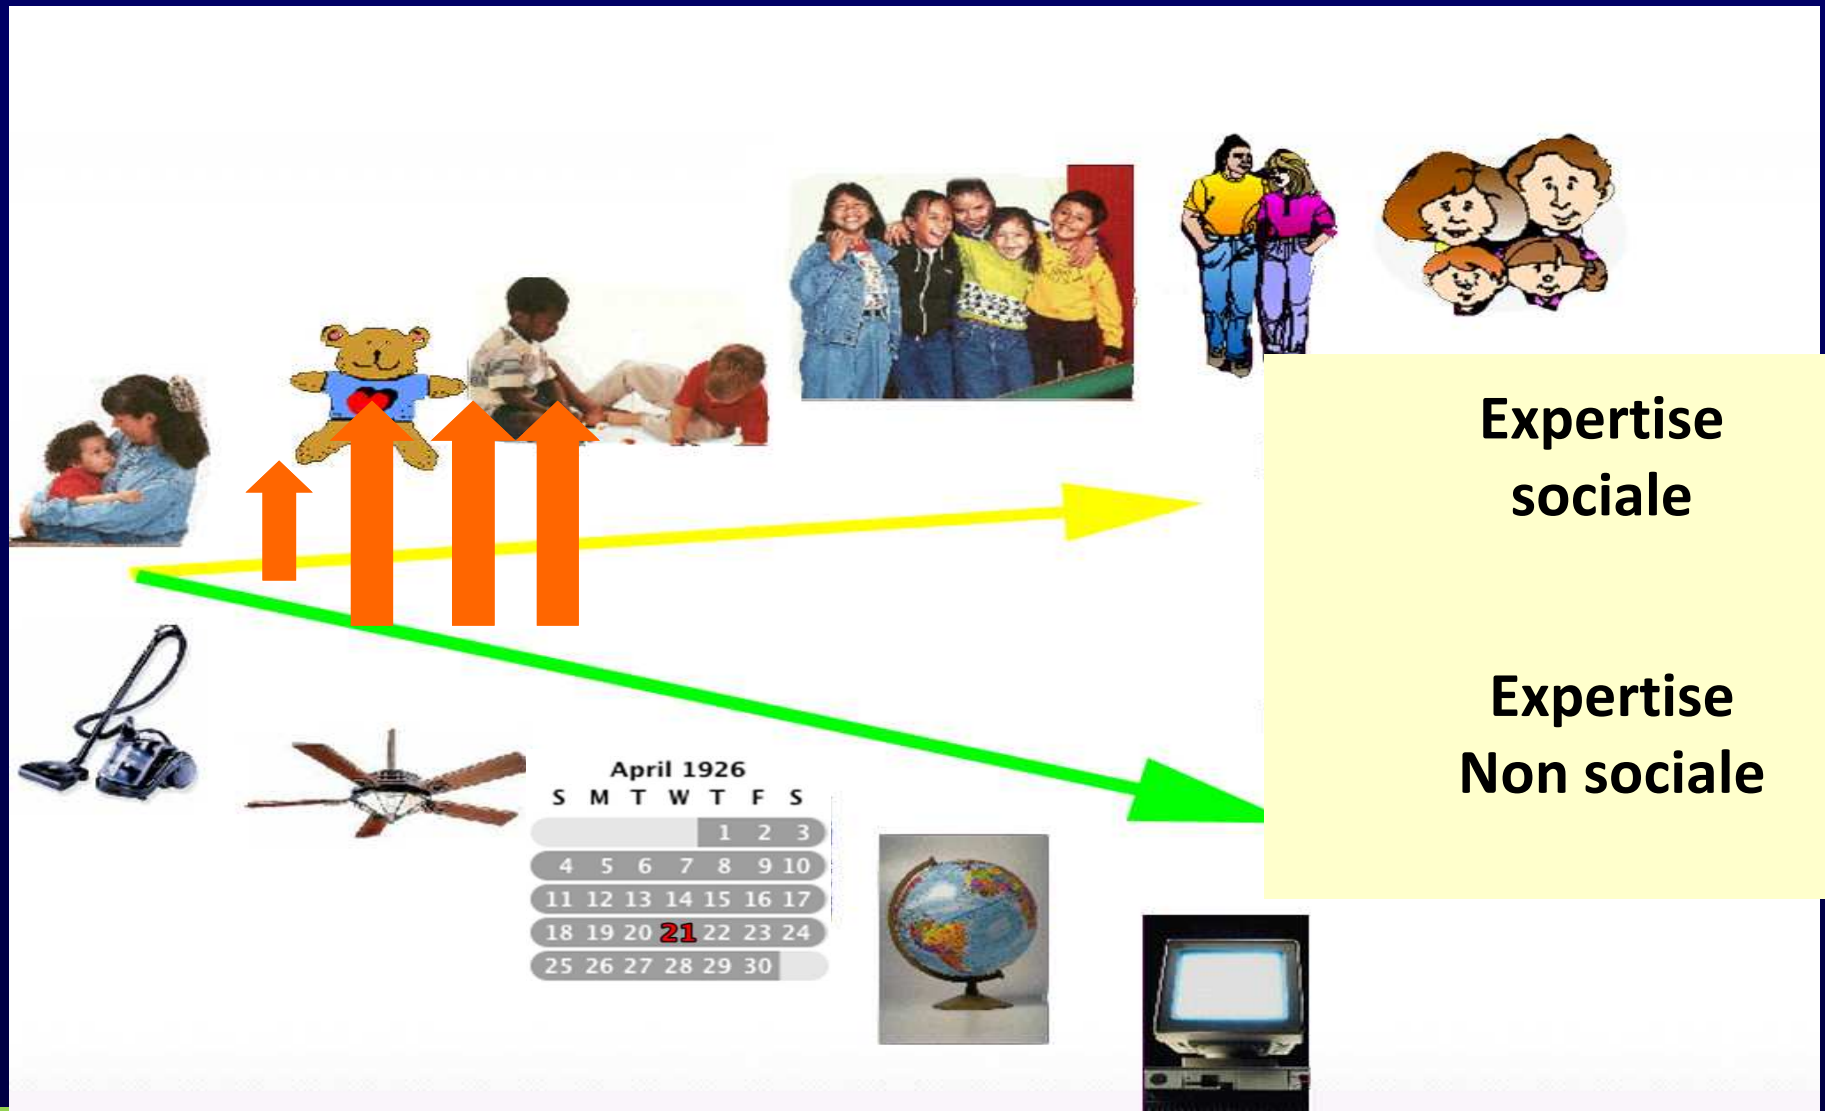 Expertise
sociale
Expertise
Non sociale
April 1926
S M T W T F S
1 2 3
4 5 6 7 8 9 10
11 12 13 14 15 16 17
18 19 20 21 22 23 24
25 26 27 28 29 30